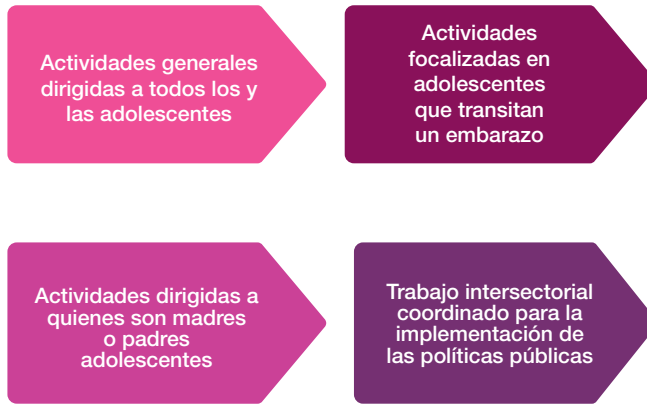 Actividades generales
dirigidas a todos los y
las adolescentes
Actividades
focalizadas en
adolescentes
que transitan
un embarazo
Actividades dirigidas a
quienes son madres
o padres
adolescentes
Trabajo intersectorial
coordinado para la
implementación de
las políticas públicas